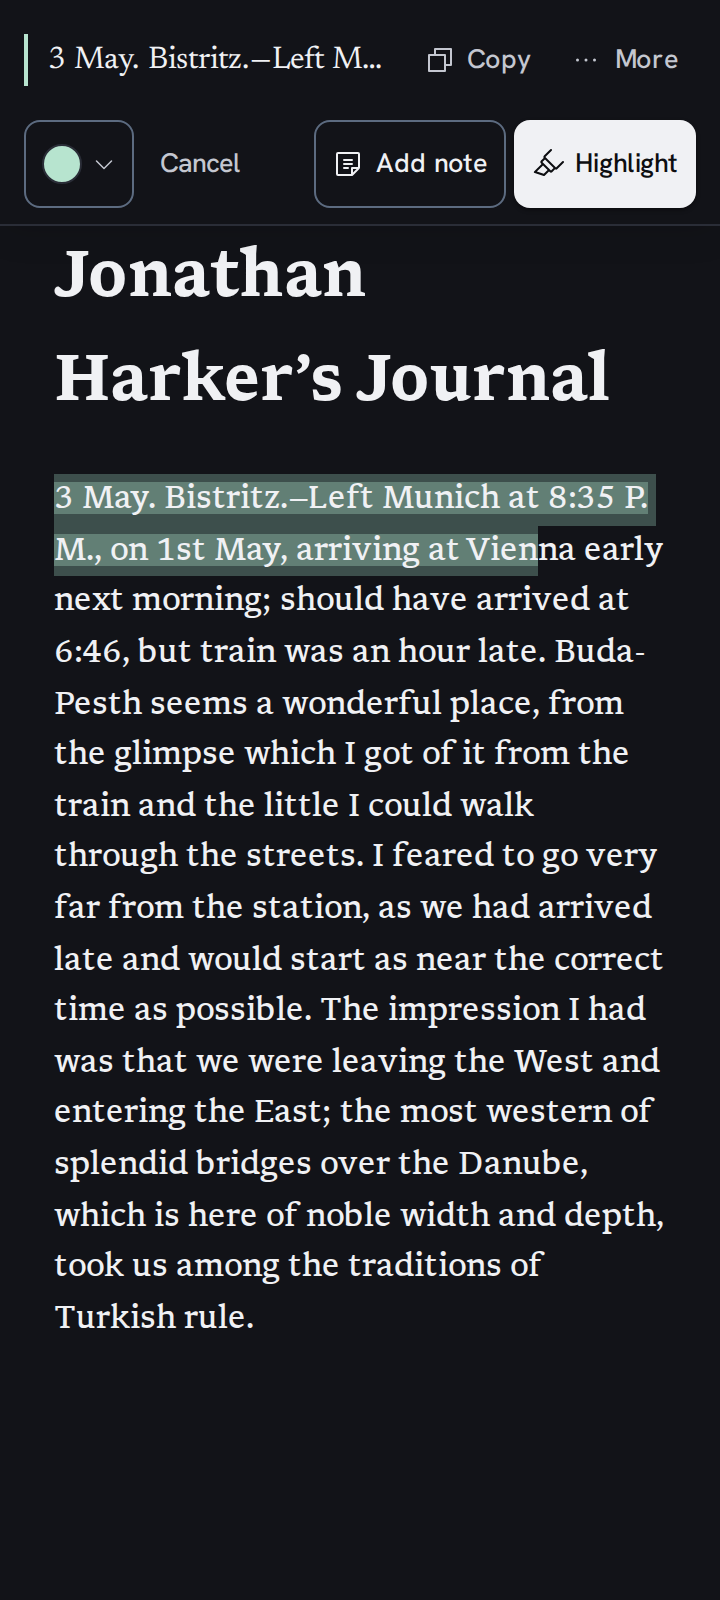 3 May. Bistritz.—Left M...
Copy
More
Cancel
Add note
Highlight
Jonathan
Harker’s Journal
3 May. Bistritz.—Left Munich at 8:35 P.
M., on 1st May, arriving at Vienna early
next morning; should have arrived at
6:46, but train was an hour late. Buda-
Pesth seems a wonderful place, from
the glimpse which I got of it from the
train and the little I could walk
through the streets. I feared to go very
far from the station, as we had arrived
late and would start as near the correct
time as possible. The impression I had
was that we were leaving the West and
entering the East; the most western of
splendid bridges over the Danube,
which is here of noble width and depth,
took us among the traditions of
Turkish rule.